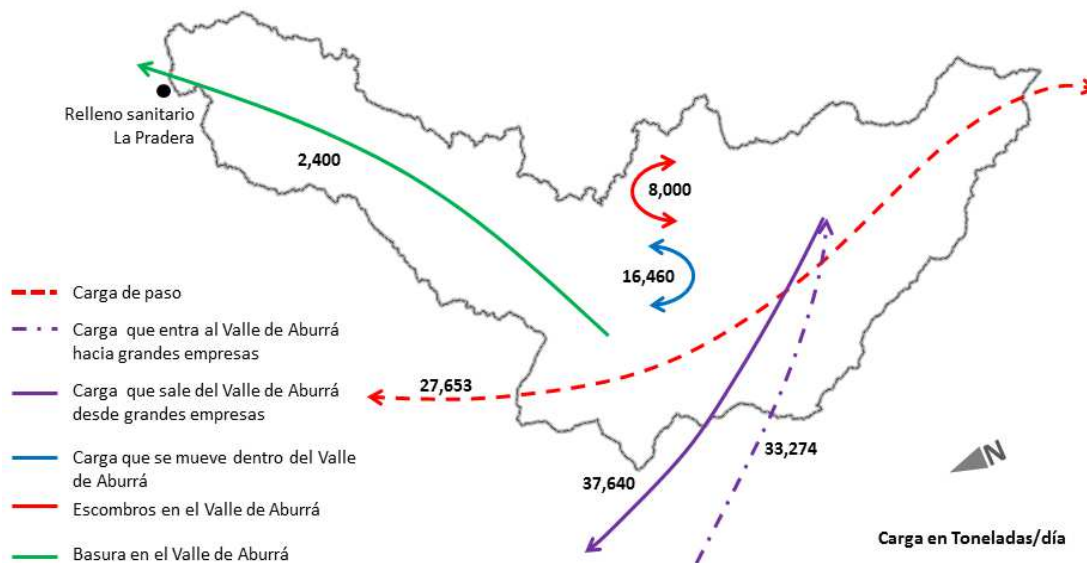 Relleno sanitario
La Pradera
2,400
8,000
16,460
27,653
37,640
33,274
Carga de paso
Carga que entra al Valle de Aburrá
hacia grandes empresas
Carga que sale del Valle de Aburrá
desde grandes empresas
Carga que se mueve dentro del Valle
de Aburrá
Escombros en el Valle de Aburrá
Basura en el Valle de Aburrá
N
Carga en Toneladas/día